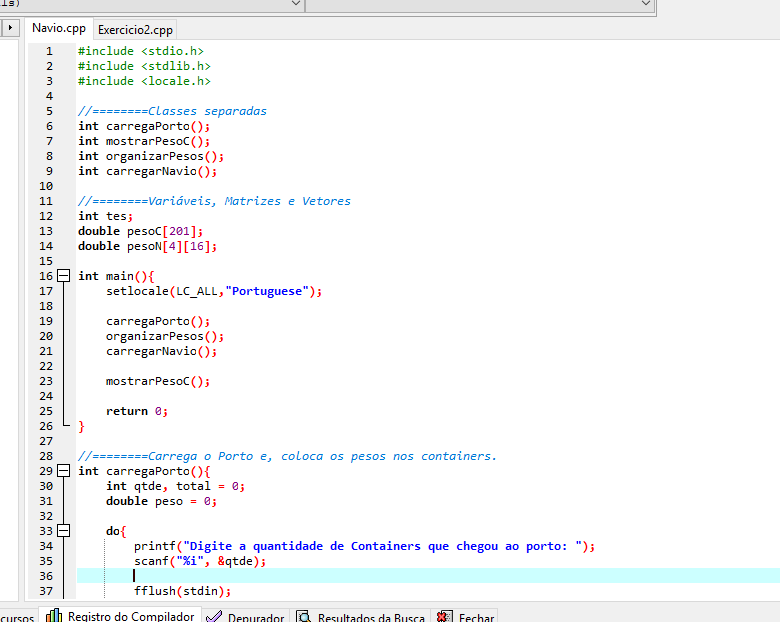 ls)
Navio.cpp Exercicio2.cpp
1 #include <stdio.h>
2 #include <stdlib.h>
3 #include <locale.h>
4
5 //========Classes separadas
6 int carregaPorto();
7 int mostrarPesoC();
8 int organizarPesos();
9 int carregarNavio();
10
11 //========Variáveis, Matrizes e Vetores
12 int tes;
13 double pesoC[201];
14 double pesoN[4][16];
15
16 int main(){
17 setlocale(LC_ALL,"Portuguese");
18
19 carregaPorto();
20 organizarPesos();
21 carregarNavio();
22
23 mostrarPesoC();
24
25 return 0;
26 }
27
28 //========Carrega o Porto e, coloca os pesos nos containers.
29 int carregaPorto(){
30 int qtde, total = 0;
31 double peso = 0;
32
33 do{
34 printf("Digite a quantidade de Containers que chegou ao porto: ");
35 scanf("%i", &qtde);
36
37 fflush(stdin);
cursos Registro do Compilador Depurador Resultados da Busca Fechar